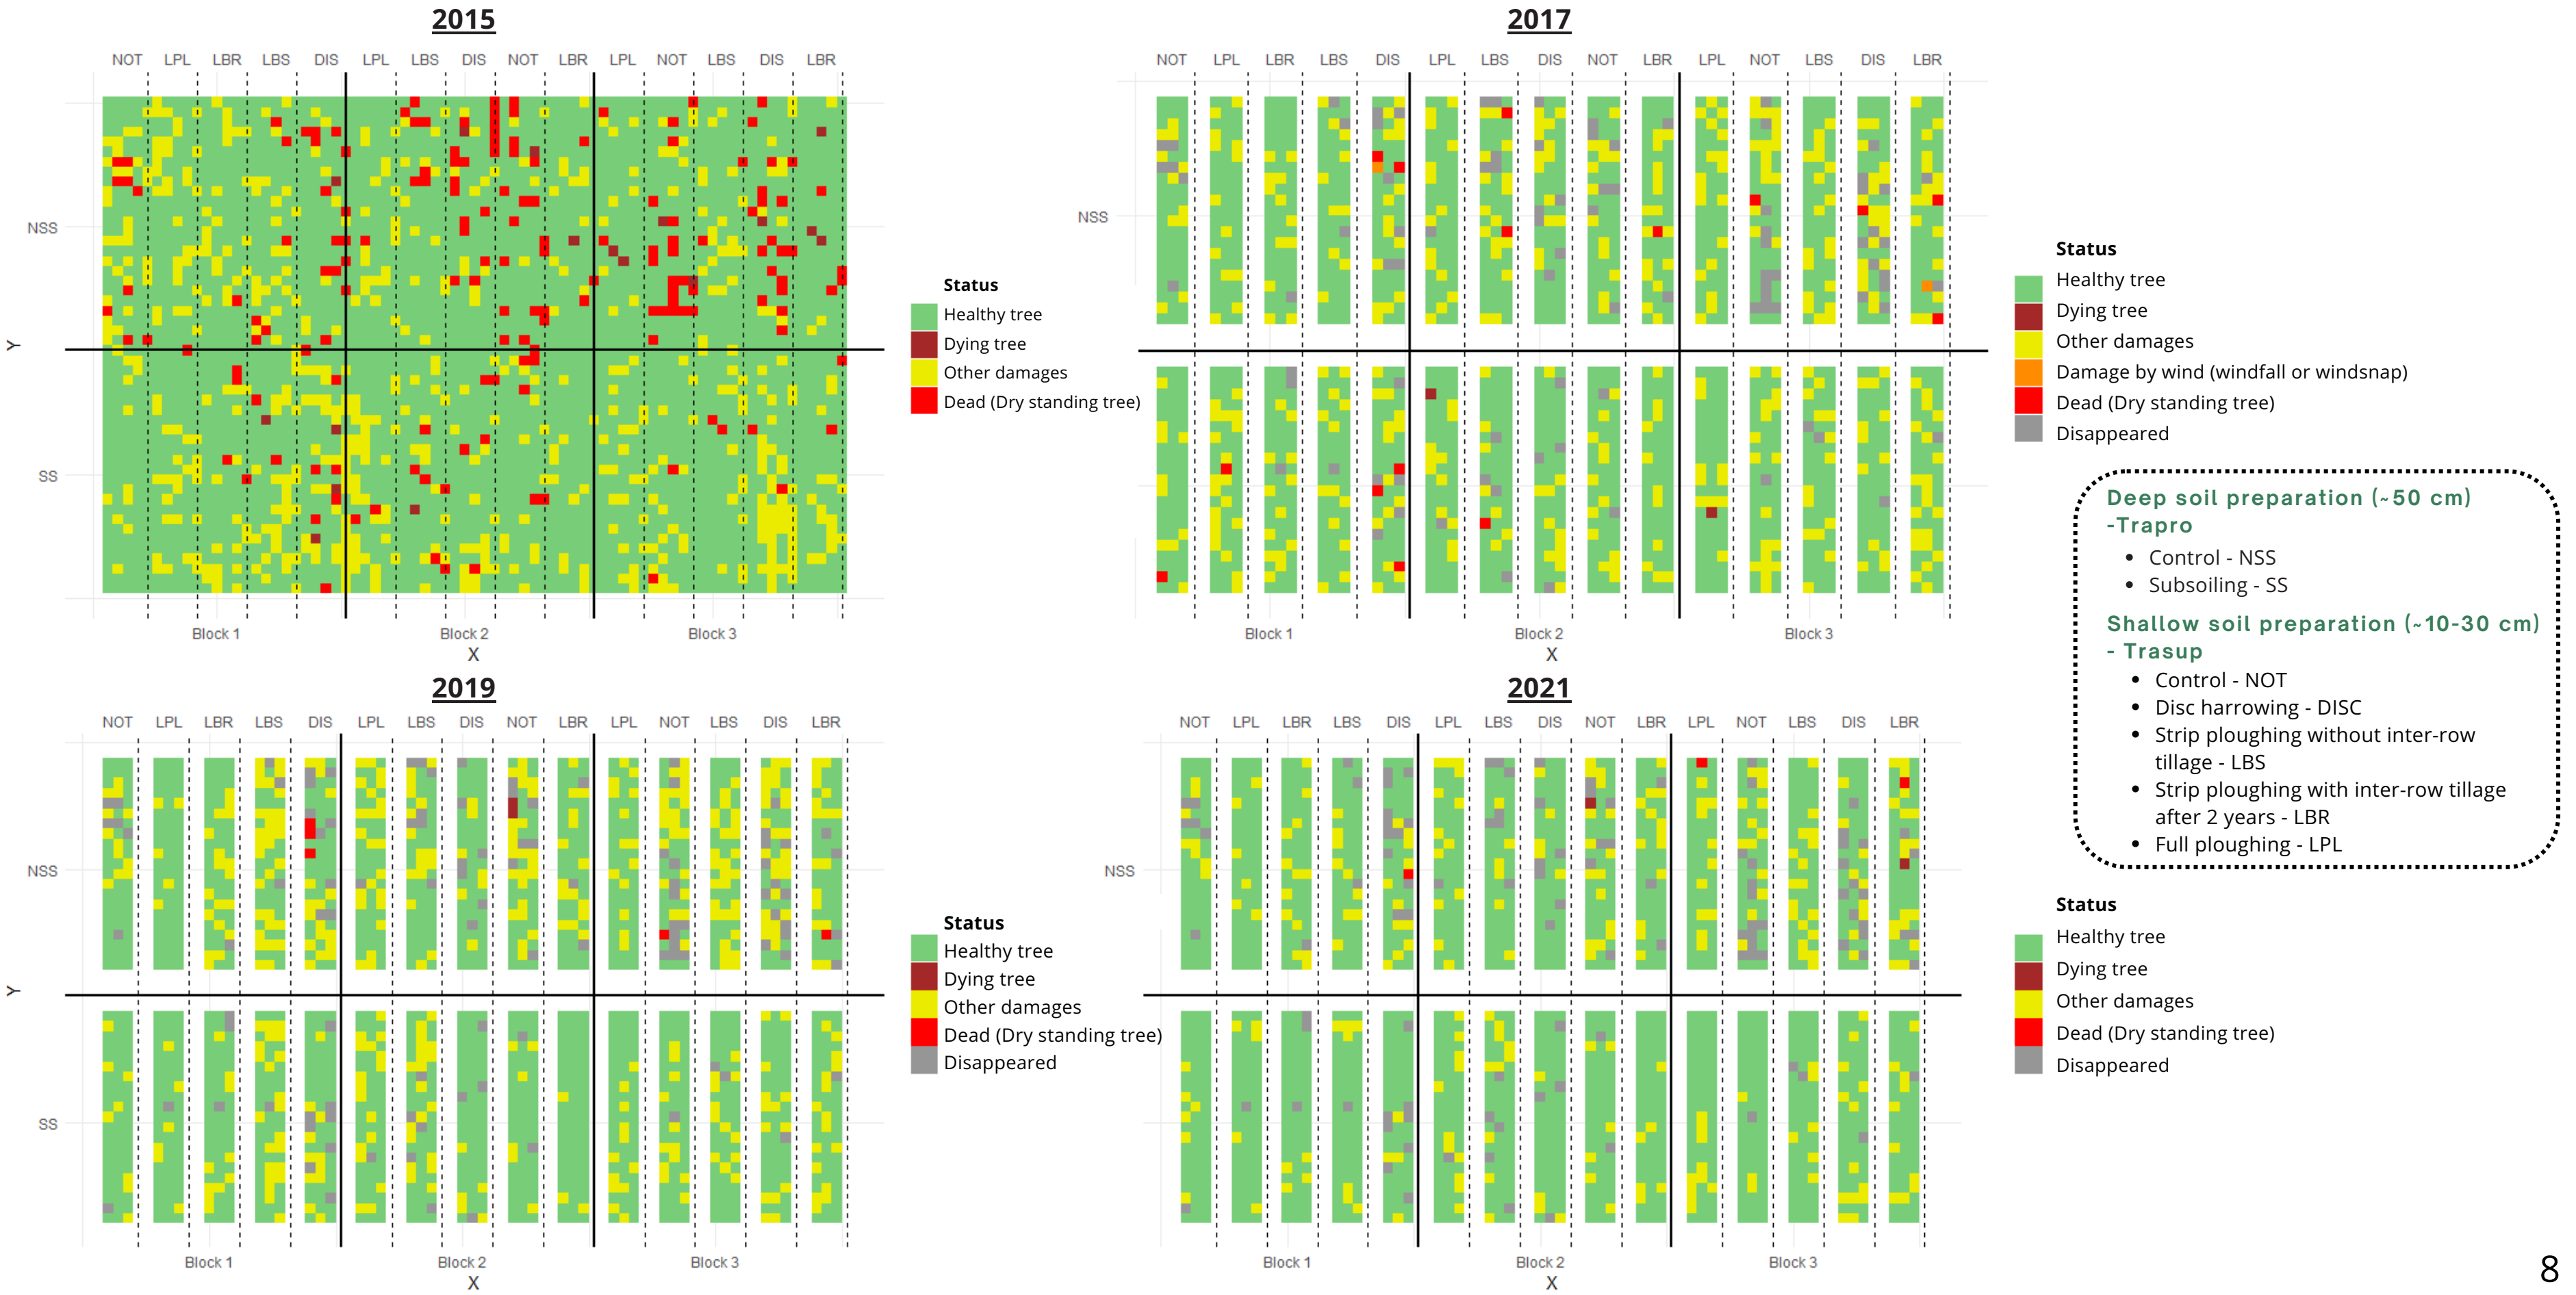 2015
NOT LPL LBR LBS DIS LPL LBS DIS NOT LBR LPL NOT LBS DIS LBR
NSS
Y
SS
Block 1 Block 2 Block 3
X
Status
Healthy tree
Dying tree
Other damages
Dead (Dry standing tree)
2017
NOT LPL LBR LBS DIS LPL LBS DIS NOT LBR LPL NOT LBS DIS LBR
NSS
Block 1 Block 2 Block 3
X
Status
Healthy tree
Dying tree
Other damages
Damage by wind (windfall or windsnap)
Dead (Dry standing tree)
Disappeared
Deep soil preparation (~50 cm)
-Trapro
• Control - NSS
• Subsoiling - SS
Shallow soil preparation (~10-30 cm)
- Trasup
• Control - NOT
• Disc harrowing - DISC
• Strip ploughing without inter-row
tillage - LBS
• Strip ploughing with inter-row tillage
after 2 years - LBR
• Full ploughing - LPL
2019
NOT LPL LBR LBS DIS LPL LBS DIS NOT LBR LPL NOT LBS DIS LBR
NSS
Y
SS
Block 1 Block 2 Block 3
X
Status
Healthy tree
Dying tree
Other damages
Dead (Dry standing tree)
Disappeared
2021
NOT LPL LBR LBS DIS LPL LBS DIS NOT LBR LPL NOT LBS DIS LBR
NSS
Block 1 Block 2 Block 3
X
Status
Healthy tree
Dying tree
Other damages
Dead (Dry standing tree)
Disappeared
8